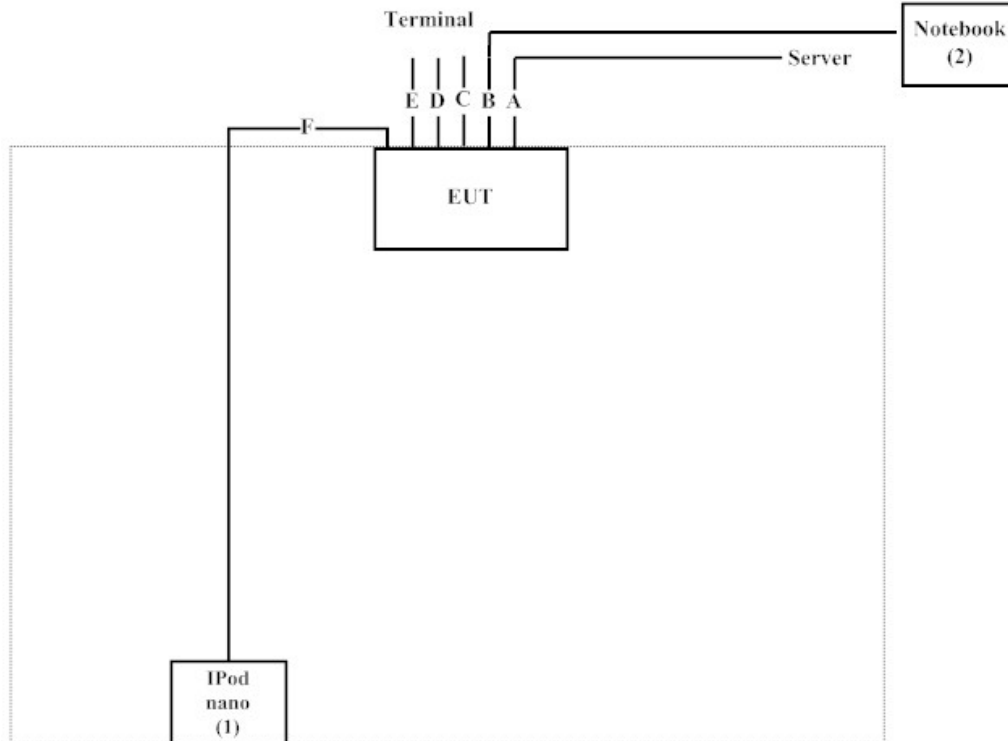 Terminal
Notebook
(2)
Server
E D C B A
F
EUT
IPod
nano
(1)